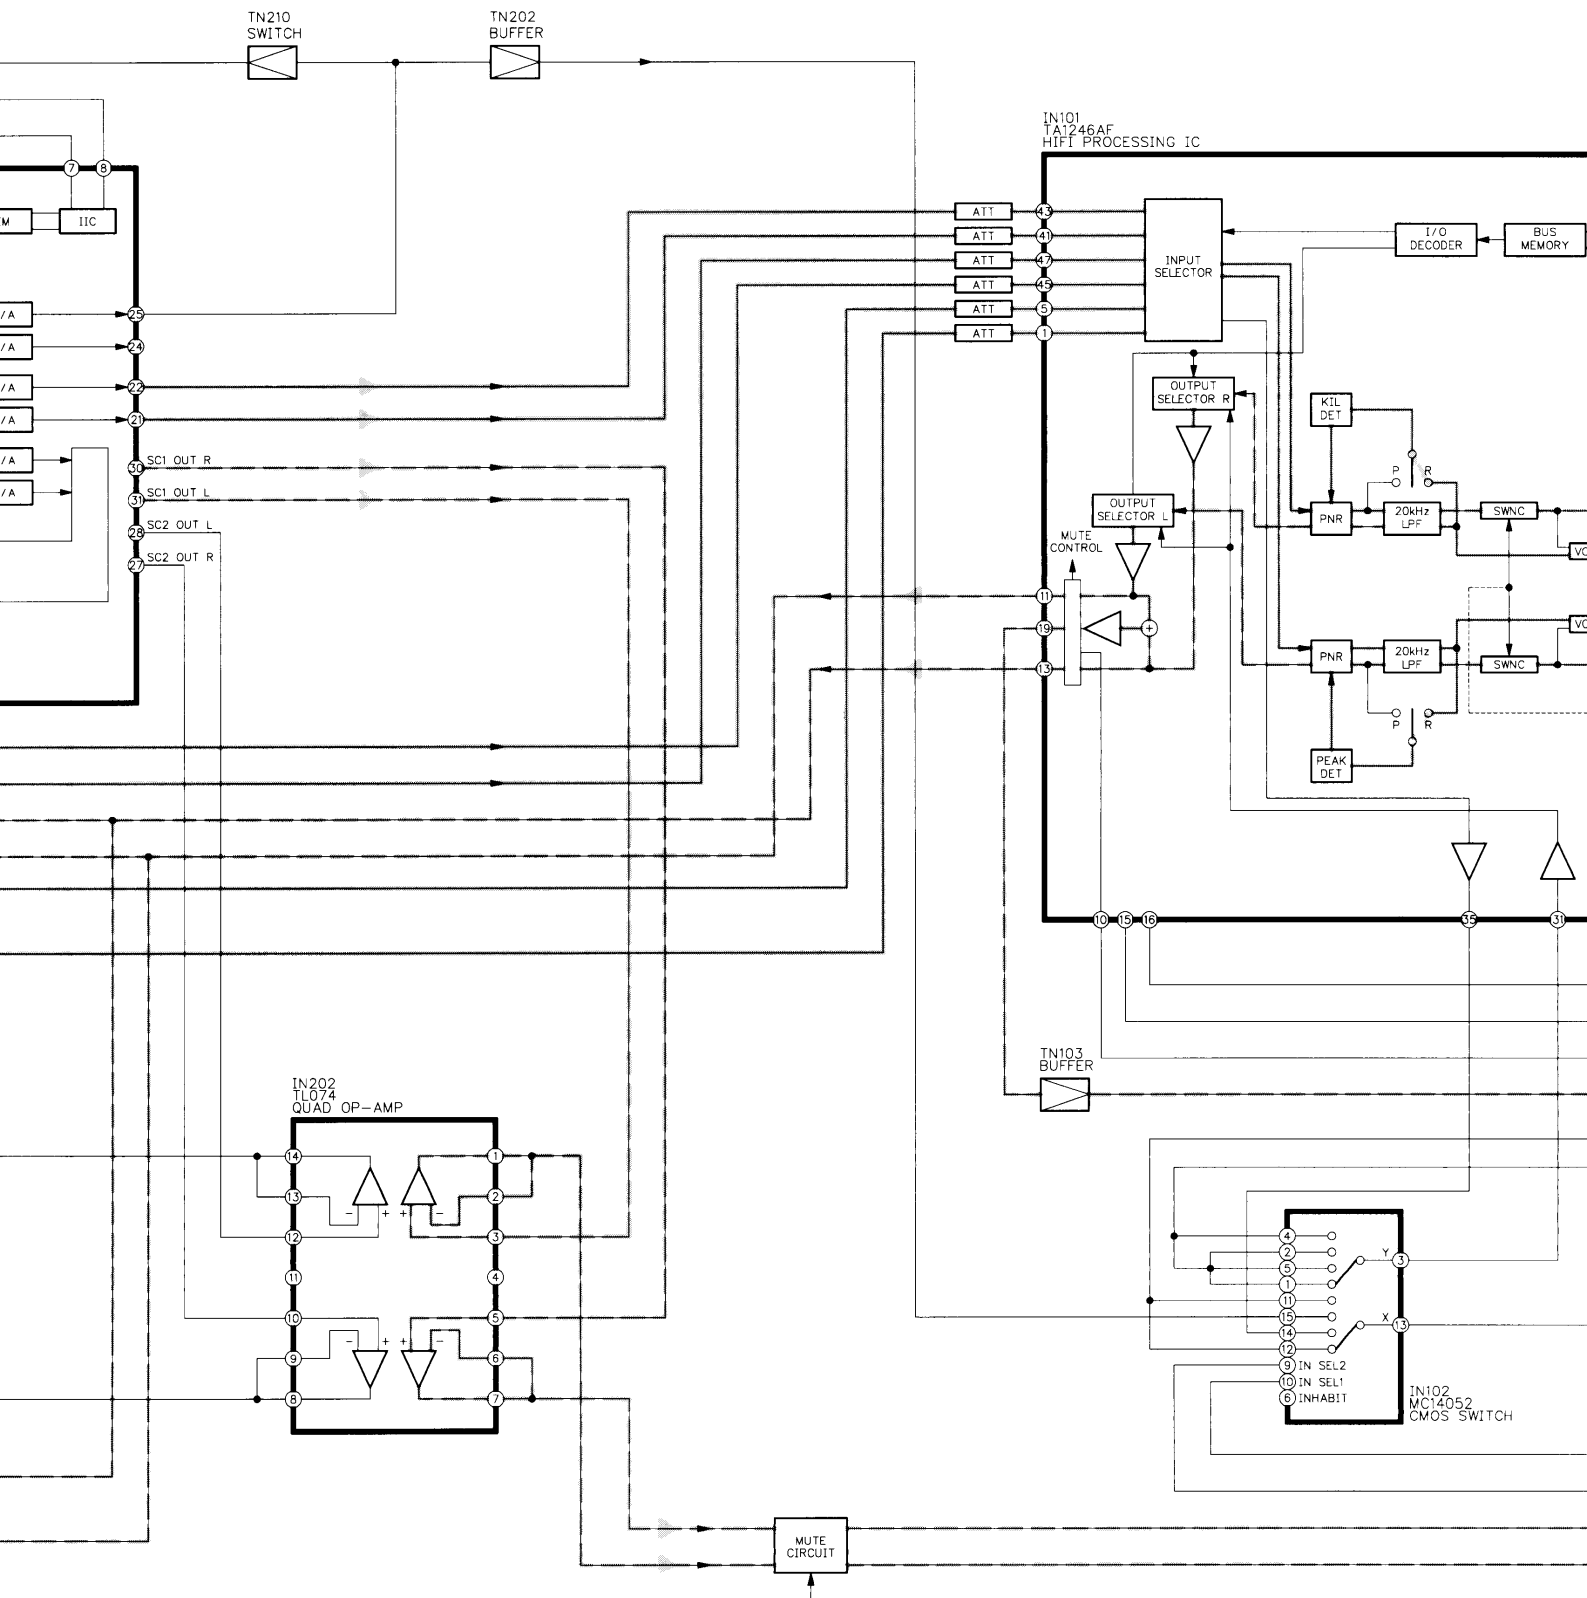 TN210
SWITCH
TN202
BUFFER
IN101
TA1246AF
HIFI PROCESSING IC
7
8
IIC
ATT
43
ATT
41
ATT
47
ATT
45
ATT
5
ATT
1
INPUT
SELECTOR
I/O
DECODER
BUS
MEMORY
/A
25
/A
24
/A
22
/A
21
/A
30
SC1 OUT R
/A
31
SC1 OUT L
28
SC2 OUT L
27
SC2 OUT R
OUTPUT
SELECTOR R
KIL
DET
P
R
OUTPUT
SELECTOR L
PNR
20kHz
LPF
SWNC
MUTE
CONTROL
11
19
+
13
PNR
20kHz
LPF
SWNC
P
R
PEAK
DET
10
15
16
35
31
TN103
BUFFER
IN202
TL074
QUAD OP-AMP
14
1
13
2
- + + -
12
3
11
4
10
5
- + + -
9
6
8
7
4
2
5
1
11
15
14
12
9
IN SEL2
10
IN SEL1
6
INHABIT
Y
3
X
13
IN102
MC14052
CMOS SWITCH
MUTE
CIRCUIT